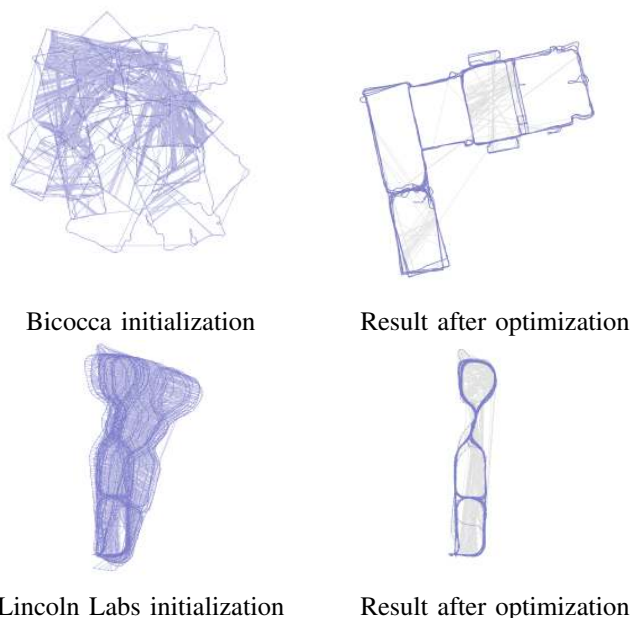 Bicocca initialization
Result after optimization
Lincoln Labs initialization
Result after optimization